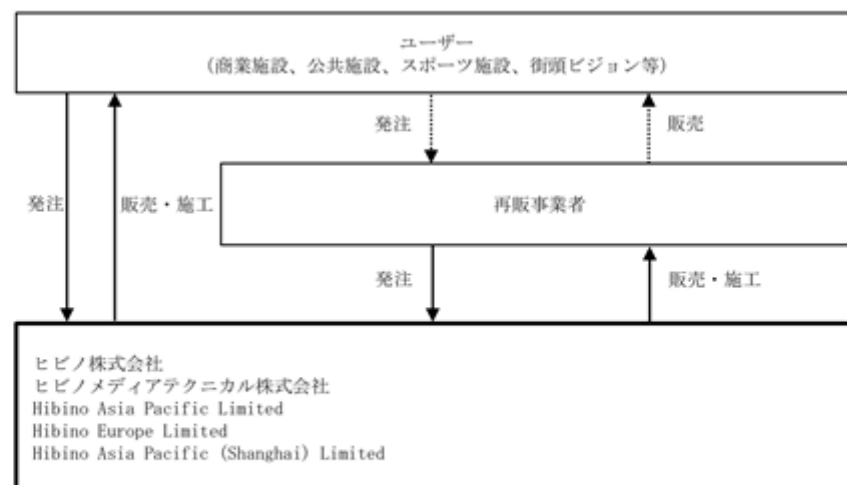 ユーザー
(商業施設、公共施設、スポーツ施設、街頭ビジョン等)
発注
販売
発注
販売・施工
再販事業者
発注
販売・施工
ヒビノ株式会社
ヒビノメディアテクニカル株式会社
Hibino Asia Pacific Limited
Hibino Europe Limited
Hibino Asia Pacific (Shanghai) Limited